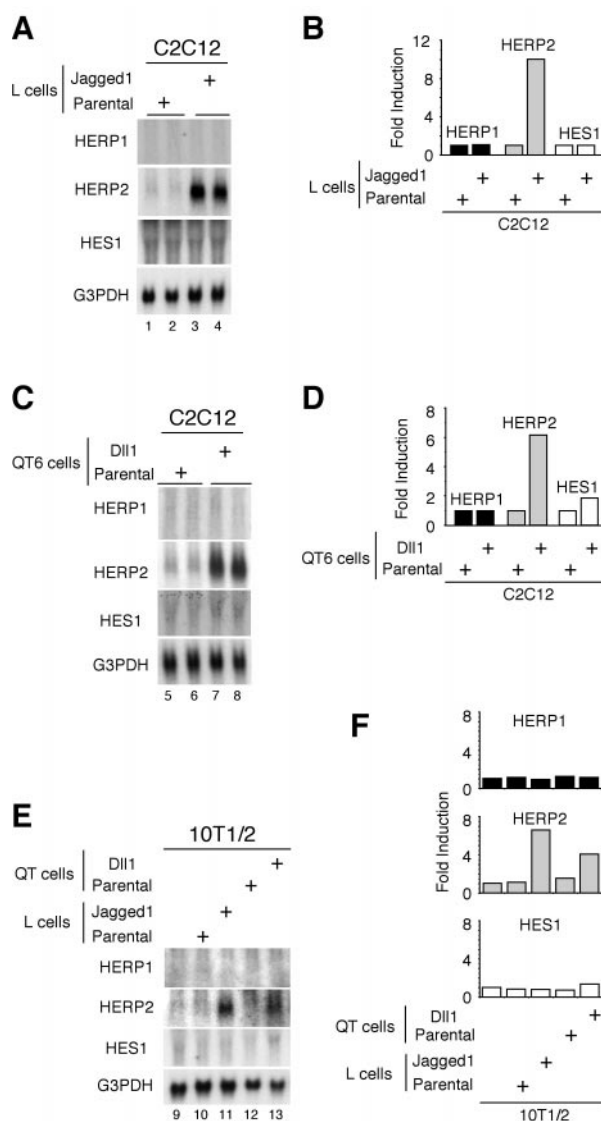 A
C2C12
L cells
Jagged1 +
Parental +
HERP1
HERP2
HES1
G3PDH
1 2 3 4
B
Fold Induction
12
8
4
0
HERP1
HERP2
HES1
L cells
Jagged1 + + +
Parental + + +
C2C12
C
C2C12
QT6 cells
Dll1 +
Parental +
HERP1
HERP2
HES1
G3PDH
5 6 7 8
D
Fold Induction
8
6
4
2
0
HERP1
HERP2
HES1
QT6 cells
Dll1 + + +
Parental + + +
C2C12
E
10T1/2
QT cells
Dll1 +
Parental +
L cells
Jagged1 +
Parental +
HERP1
HERP2
HES1
G3PDH
9 10 11 12 13
F
Fold Induction
HERP1
8
4
0
HERP2
8
4
0
HES1
8
4
0
QT cells
Dll1 +
Parental +
L cells
Jagged1 +
Parental +
10T1/2